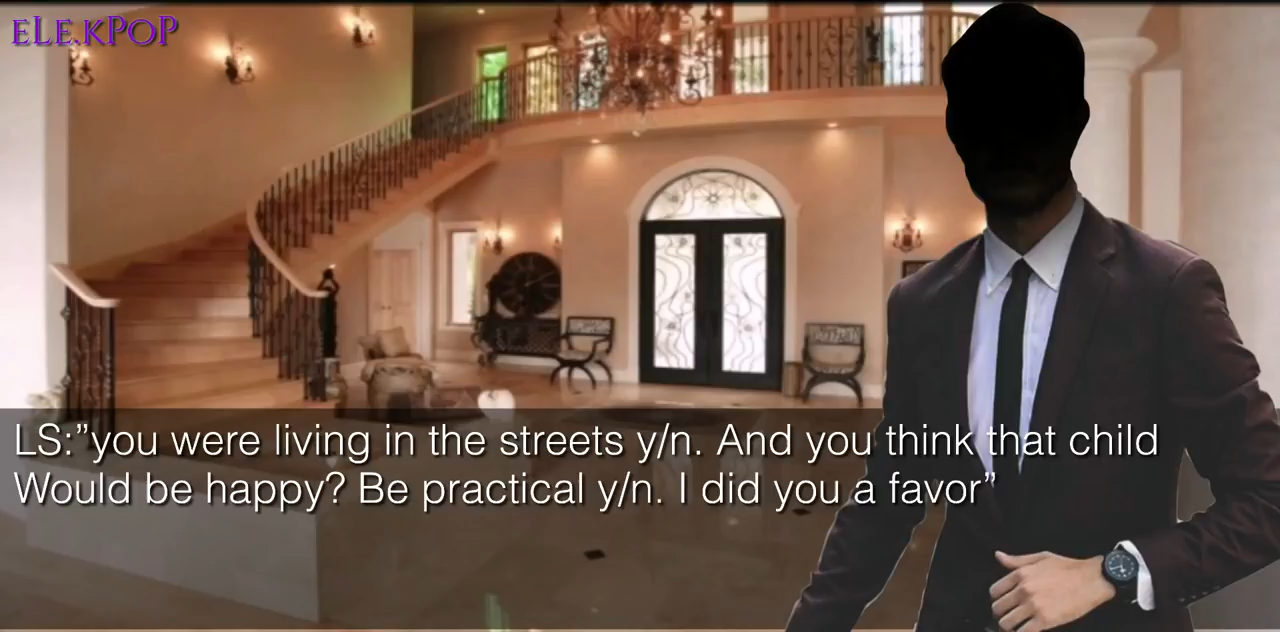 ELE.KPOP
LS:”you were living in the streets y/n. And you think that child
Would be happy? Be practical y/n. I did you a favor”